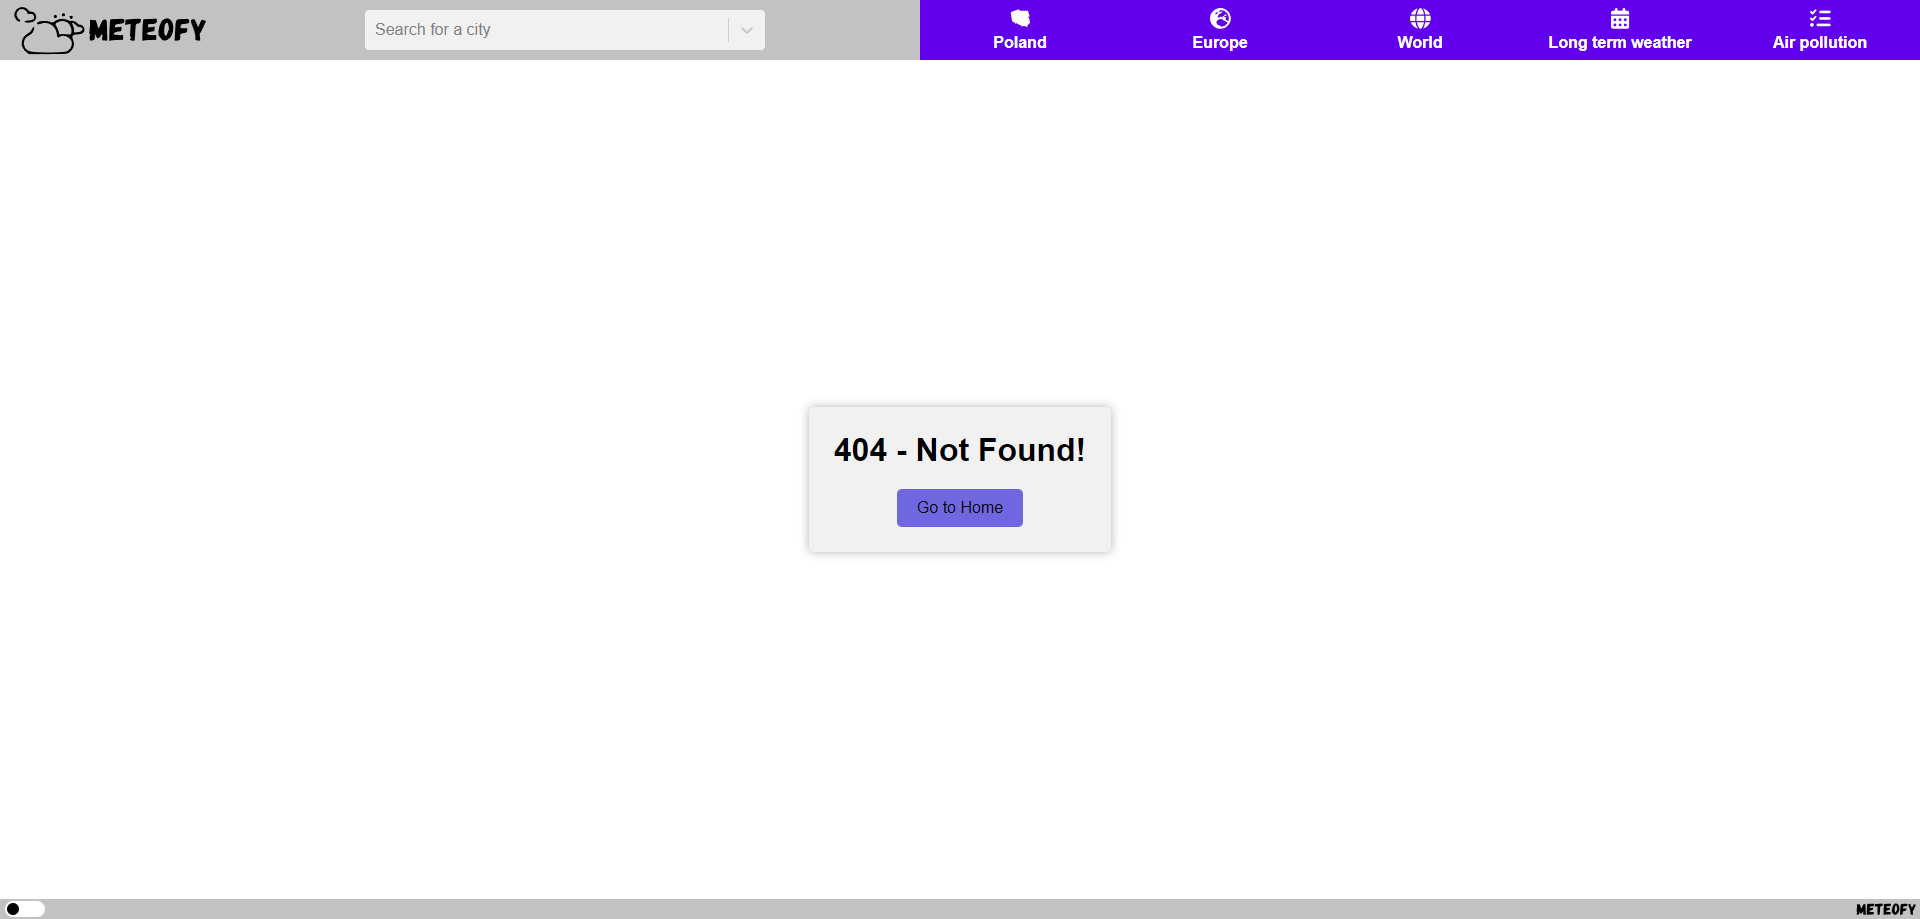 METEOFY
Search for a city
Poland
Europe
World
Long term weather
Air pollution
404 - Not Found!
Go to Home
METEOFY